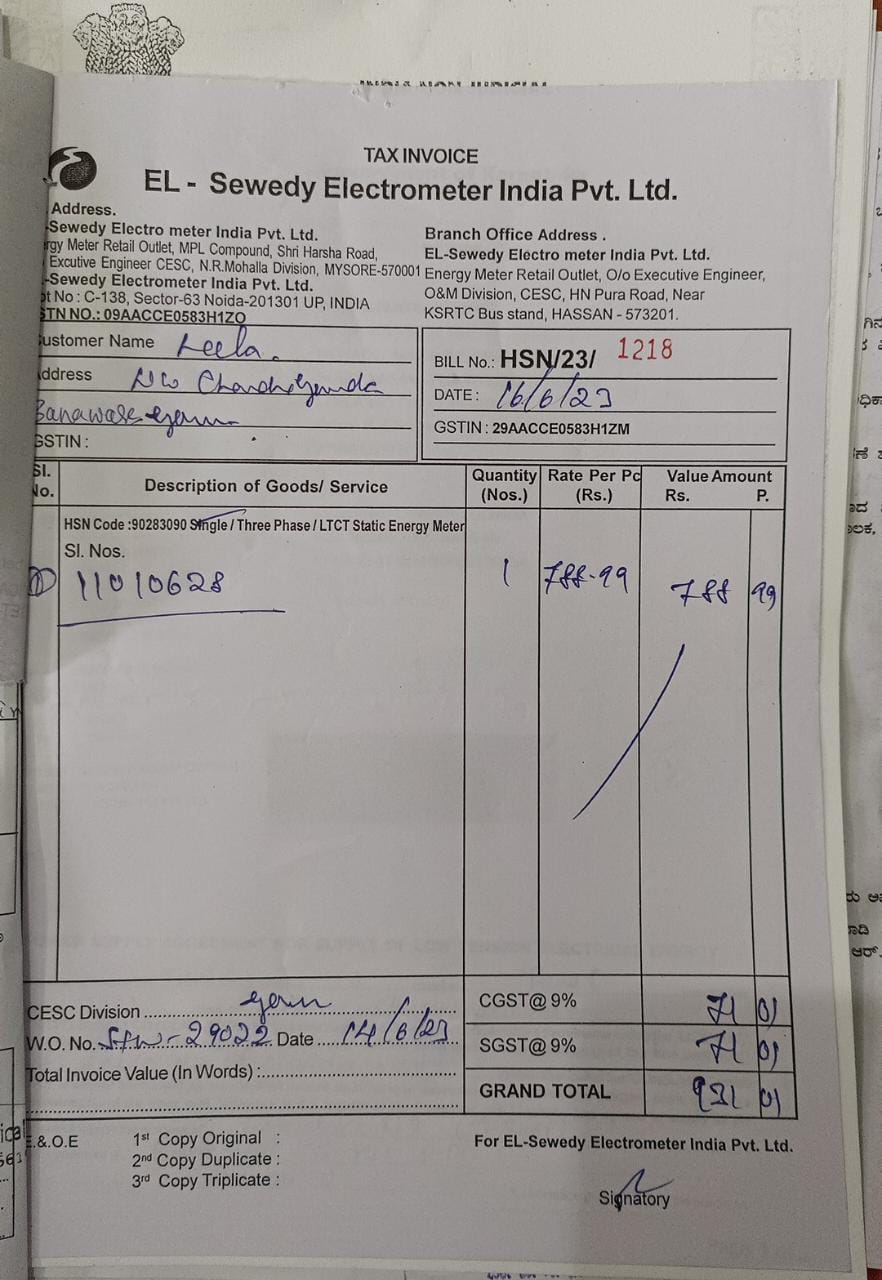 TAX INVOICE
EL - Sewedy Electrometer India Pvt. Ltd.
Address.
-Sewedy Electro meter India Pvt. Ltd.
rgy Meter Retail Outlet, MPL Compound, Shri Harsha Road,
Excutive Engineer CESC, N.R.Mohalla Division, MYSORE-570001
-Sewedy Electrometer India Pvt. Ltd.
ot No : C-138, Sector-63 Noida-201301 UP, INDIA
STN NO.: 09AACCE0583H1ZO
Branch Office Address .
EL-Sewedy Electro meter India Pvt. Ltd.
Energy Meter Retail Outlet, O/o Executive Engineer,
O&M Division, CESC, HN Pura Road, Near
KSRTC Bus stand, HASSAN - 573201.
ustomer Name Leela.
ddress
GSTIN :
BILL No.: HSN/23/ 1218
DATE : 16/6/23
GSTIN : 29AACCE0583H1ZM
Sl. No. Description of Goods/ Service Quantity (Nos.) Rate Per Pc (Rs.) Value Amount Rs. P.
HSN Code :90283090 Single / Three Phase / LTCT Static Energy Meter
Sl. Nos.
① 11010628 1 788-99 788 99
CESC Division
W.O. No. 29022 Date 14/6/23
Total Invoice Value (In Words) :
CGST@ 9% 71 01
SGST@ 9% 71 01
GRAND TOTAL 931 01
E.&.O.E
1st Copy Original :
2nd Copy Duplicate :
3rd Copy Triplicate :
For EL-Sewedy Electrometer India Pvt. Ltd.
Signatory